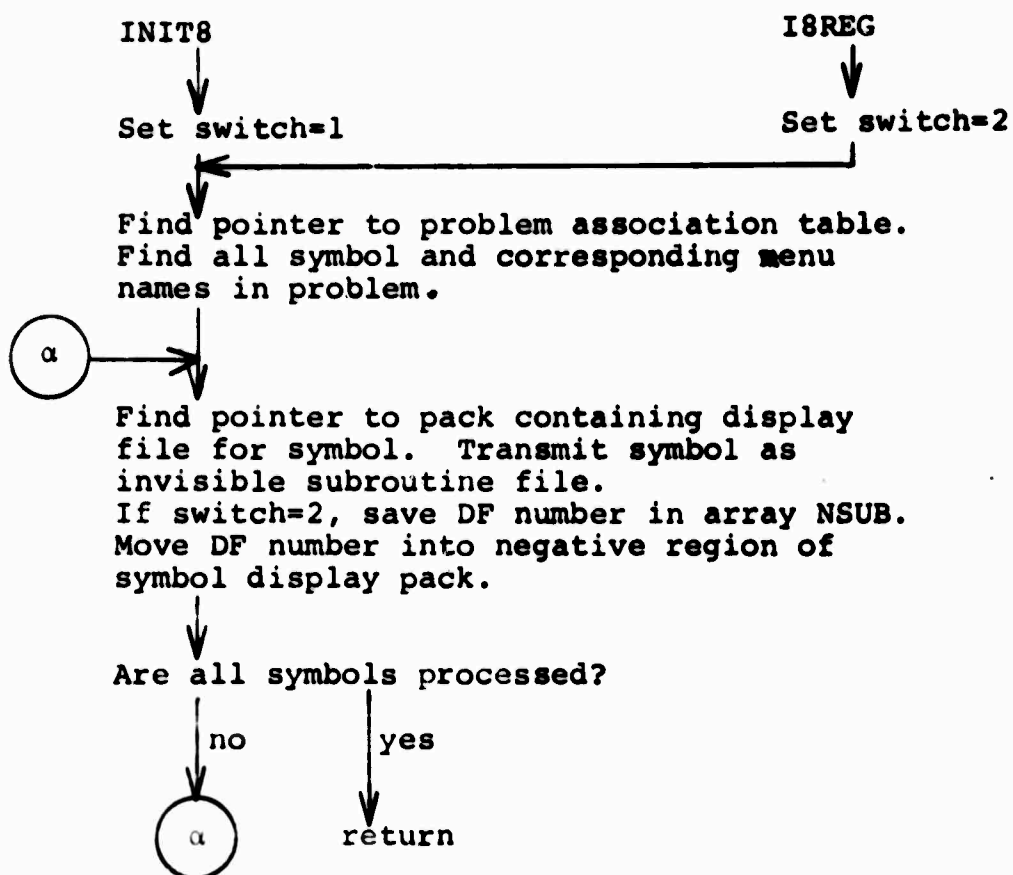 INIT8
I8REG
Set switch=1
Set switch=2
Find pointer to problem association table.
Find all symbol and corresponding menu
names in problem.
α
Find pointer to pack containing display
file for symbol. Transmit symbol as
invisible subroutine file.
If switch=2, save DF number in array NSUB.
Move DF number into negative region of
symbol display pack.
Are all symbols processed?
no
yes
α
return